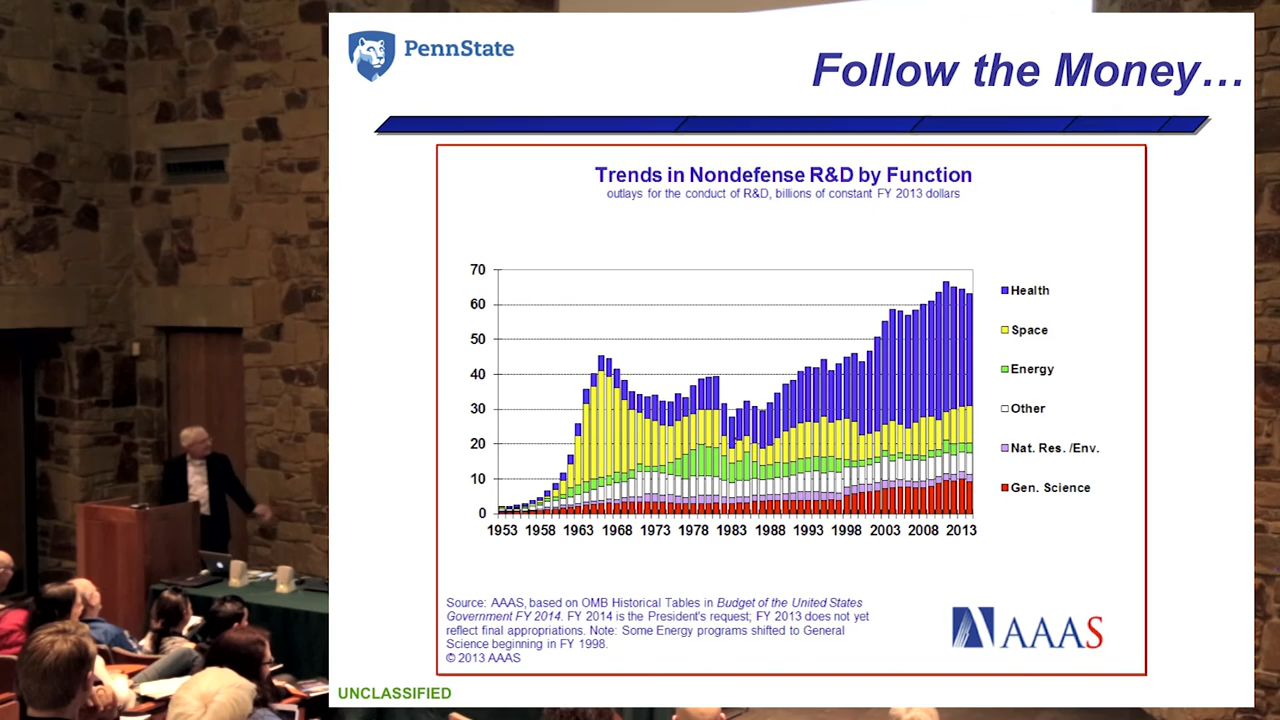 PennState
Follow the Money…
Trends in Nondefense R&D by Function
outlays for the conduct of R&D, billions of constant FY 2013 dollars
70
60
50
40
30
20
10
0
1953 1958 1963 1968 1973 1978 1983 1988 1993 1998 2003 2008 2013
Health
Space
Energy
Other
Nat. Res. /Env.
Gen. Science
Source: AAAS, based on OMB Historical Tables in Budget of the United States
Government FY 2014. FY 2014 is the President's request; FY 2013 does not yet
reflect final appropriations. Note: Some Energy programs shifted to General
Science beginning in FY 1998.
© 2013 AAAS
AAAS
UNCLASSIFIED